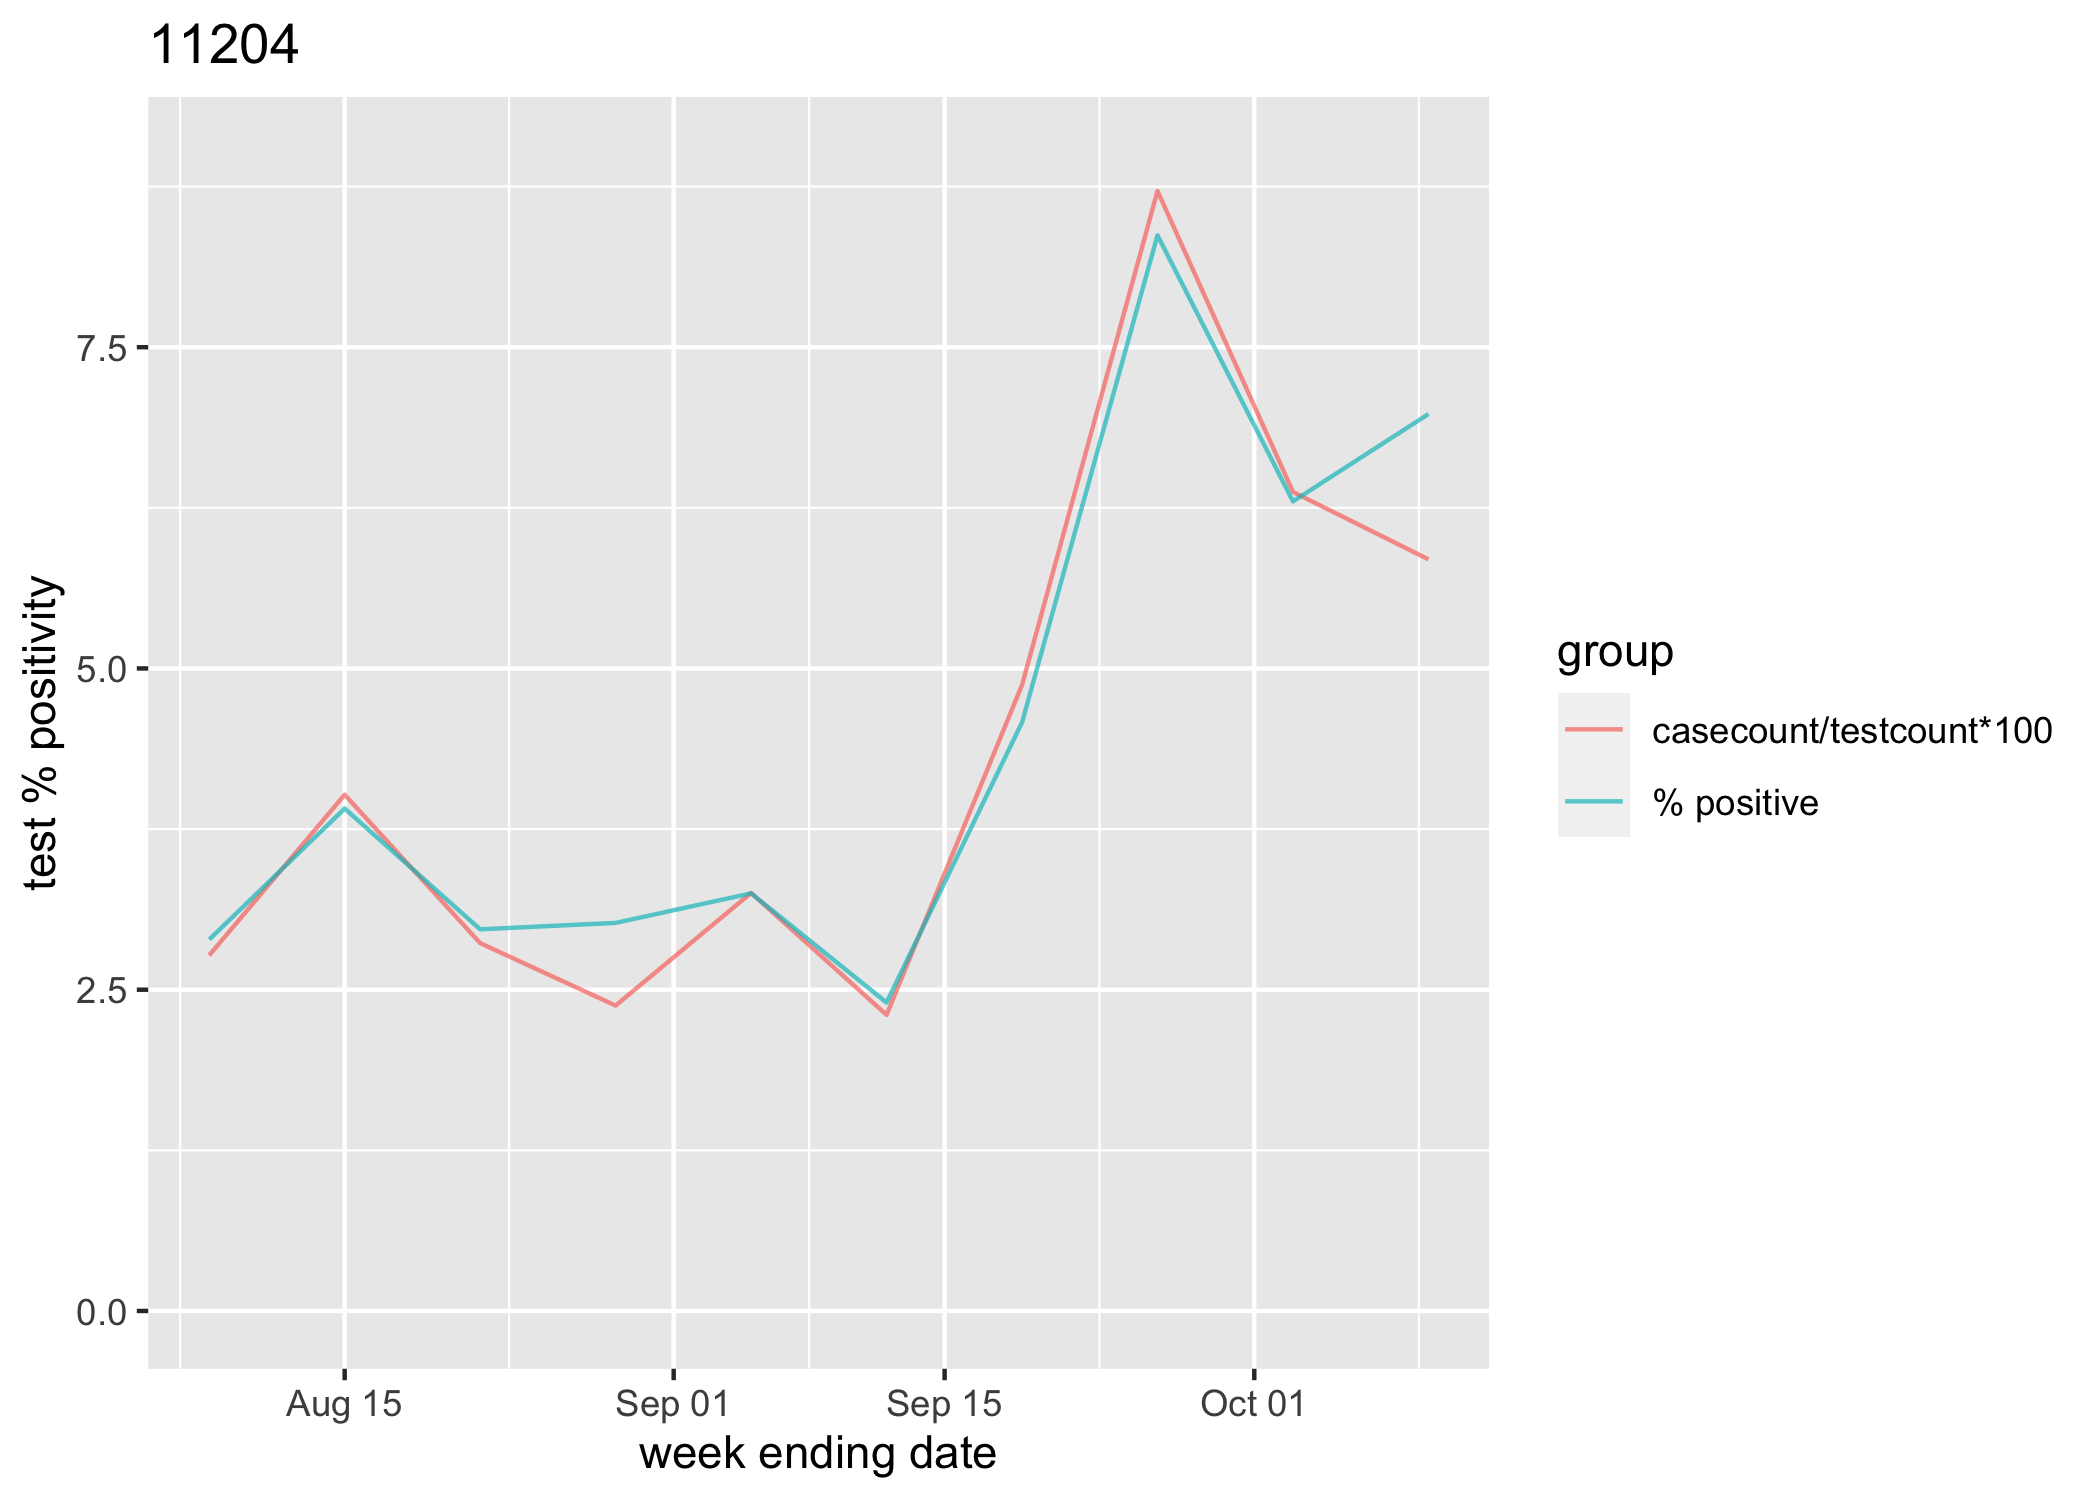 11204
test % positivity
7.5
5.0
2.5
0.0
Aug 15
Sep 01
Sep 15
Oct 01
week ending date
group
casecount/testcount*100
% positive